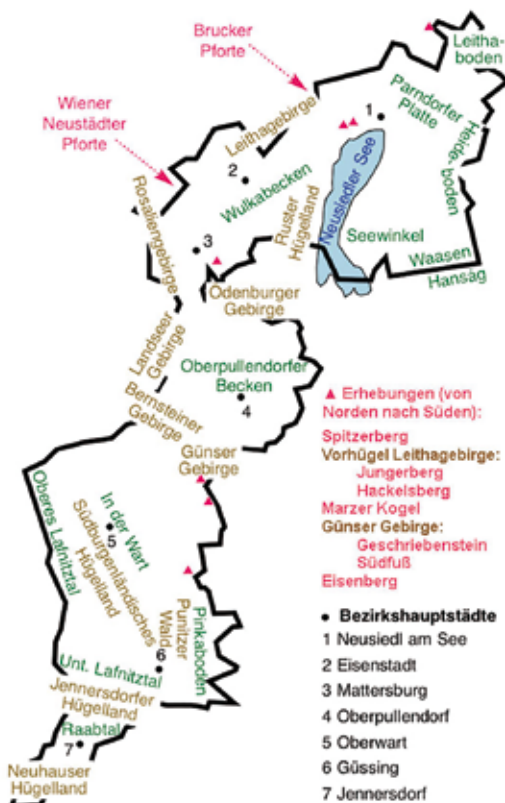 Brucker
Pforte
Leitha-
boden
Wiener
Neustädter
Pforte
Leithagebirge
1
Parndorfer
Platte
Heide-
boden
2
Wulkabecken
Neusiedler See
Rosaliengebirge
3
Ruster
Hügelland
Seewinkel
Waasen
Hansag
Ödenburger
Gebirge
Landseer
Gebirge
Oberpullendorfer
Becken
4
Bernsteiner
Gebirge
Günser
Gebirge
▲ Erhebungen (von
Norden nach Süden):
Spitzerberg
Vorhügel Leithagebirge:
Jungerberg
Hackelsberg
Marzer Kogel
Günser Gebirge:
Geschriebenstein
Südfuß
Eisenberg
Oberes Lafnitztal
In der Wart
5
Südburgenländisches
Hügelland
Punitzer
Wald
Pinkaboden
6
Unt. Lafnitztal
Jennersdorfer
Hügelland
Raabtal
7
Neuhauser
Hügelland
• Bezirkshauptstädte
1 Neusiedl am See
2 Eisenstadt
3 Mattersburg
4 Oberpullendorf
5 Oberwart
6 Güssing
7 Jennersdorf